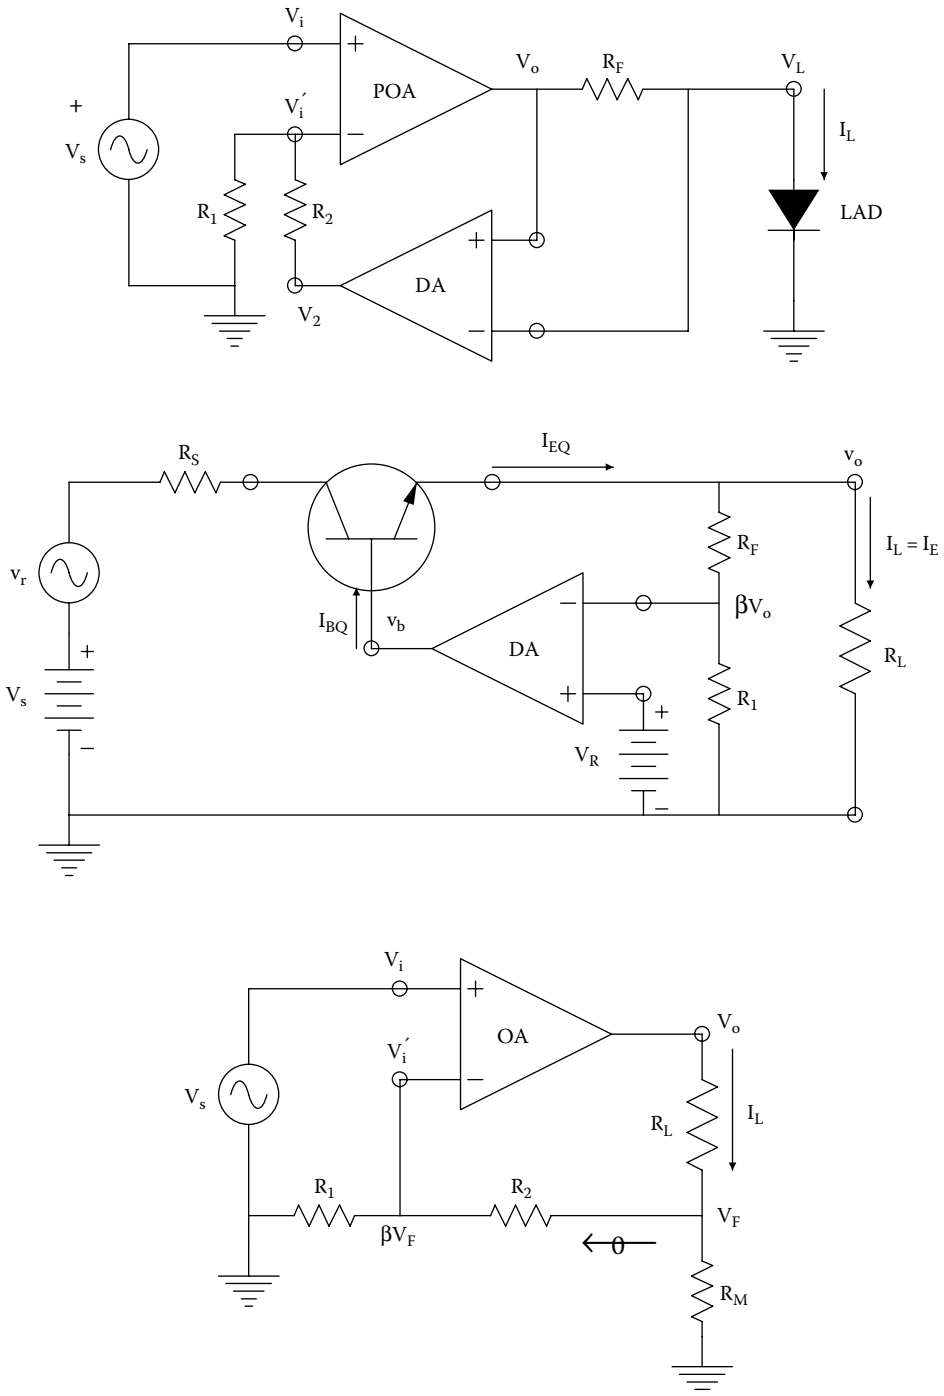 V_i
+
V_o
R_F
V_L
POA
+
V_s
V_i′
−
I_L
R_1
R_2
LAD
+
DA
V_2
−
I_EQ
v_o
R_S
R_F
I_L = I_E
v_r
−
βV_o
I_BQ
v_b
DA
+
R_L
V_s
+
R_1
+
V_R
−
−
V_i
+
OA
V_o
V_i′
−
V_s
R_L
I_L
R_1
R_2
βV_F
V_F
0
R_M